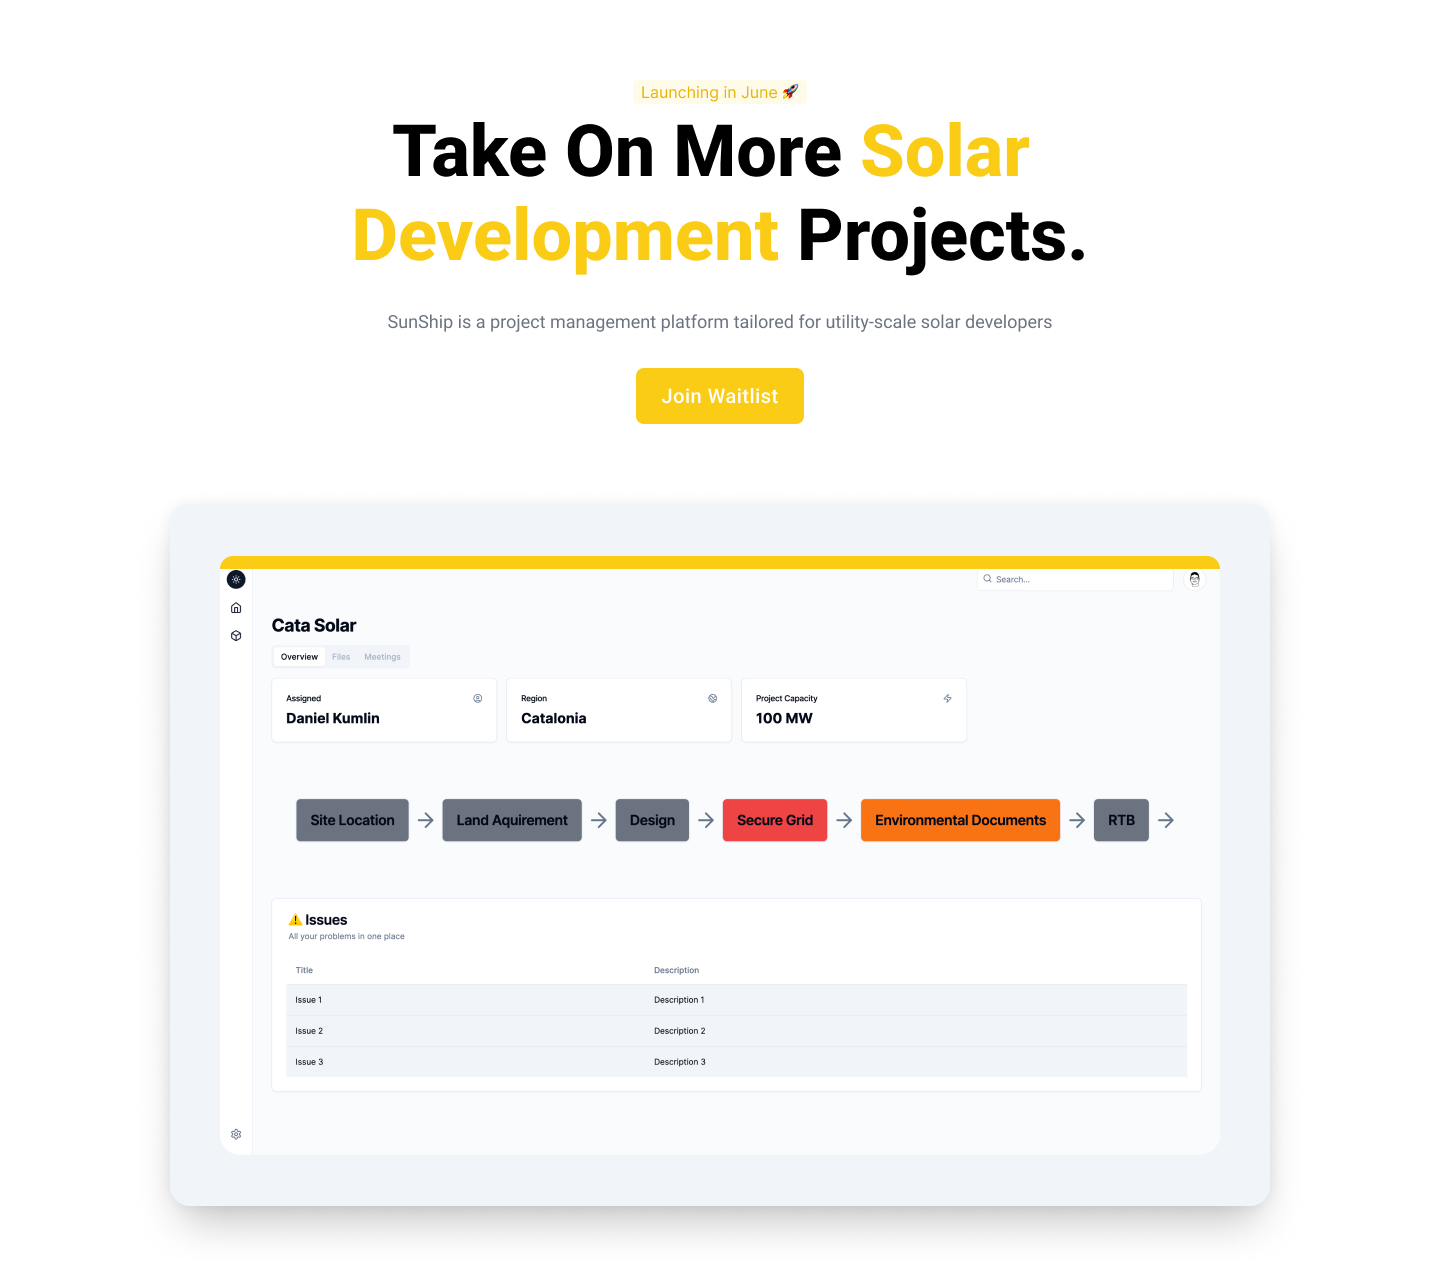 Launching in June 🚀
Take On More Solar
Development Projects.
SunShip is a project management platform tailored for utility-scale solar developers
Join Waitlist
Search...
Cata Solar
Overview Files Meetings
Assigned Region Project Capacity
Daniel Kumlin Catalonia 100 MW
Site Location → Land Aquirement → Design → Secure Grid → Environmental Documents → RTB →
⚠️ Issues
All your problems in one place
Title Description
Issue 1 Description 1
Issue 2 Description 2
Issue 3 Description 3